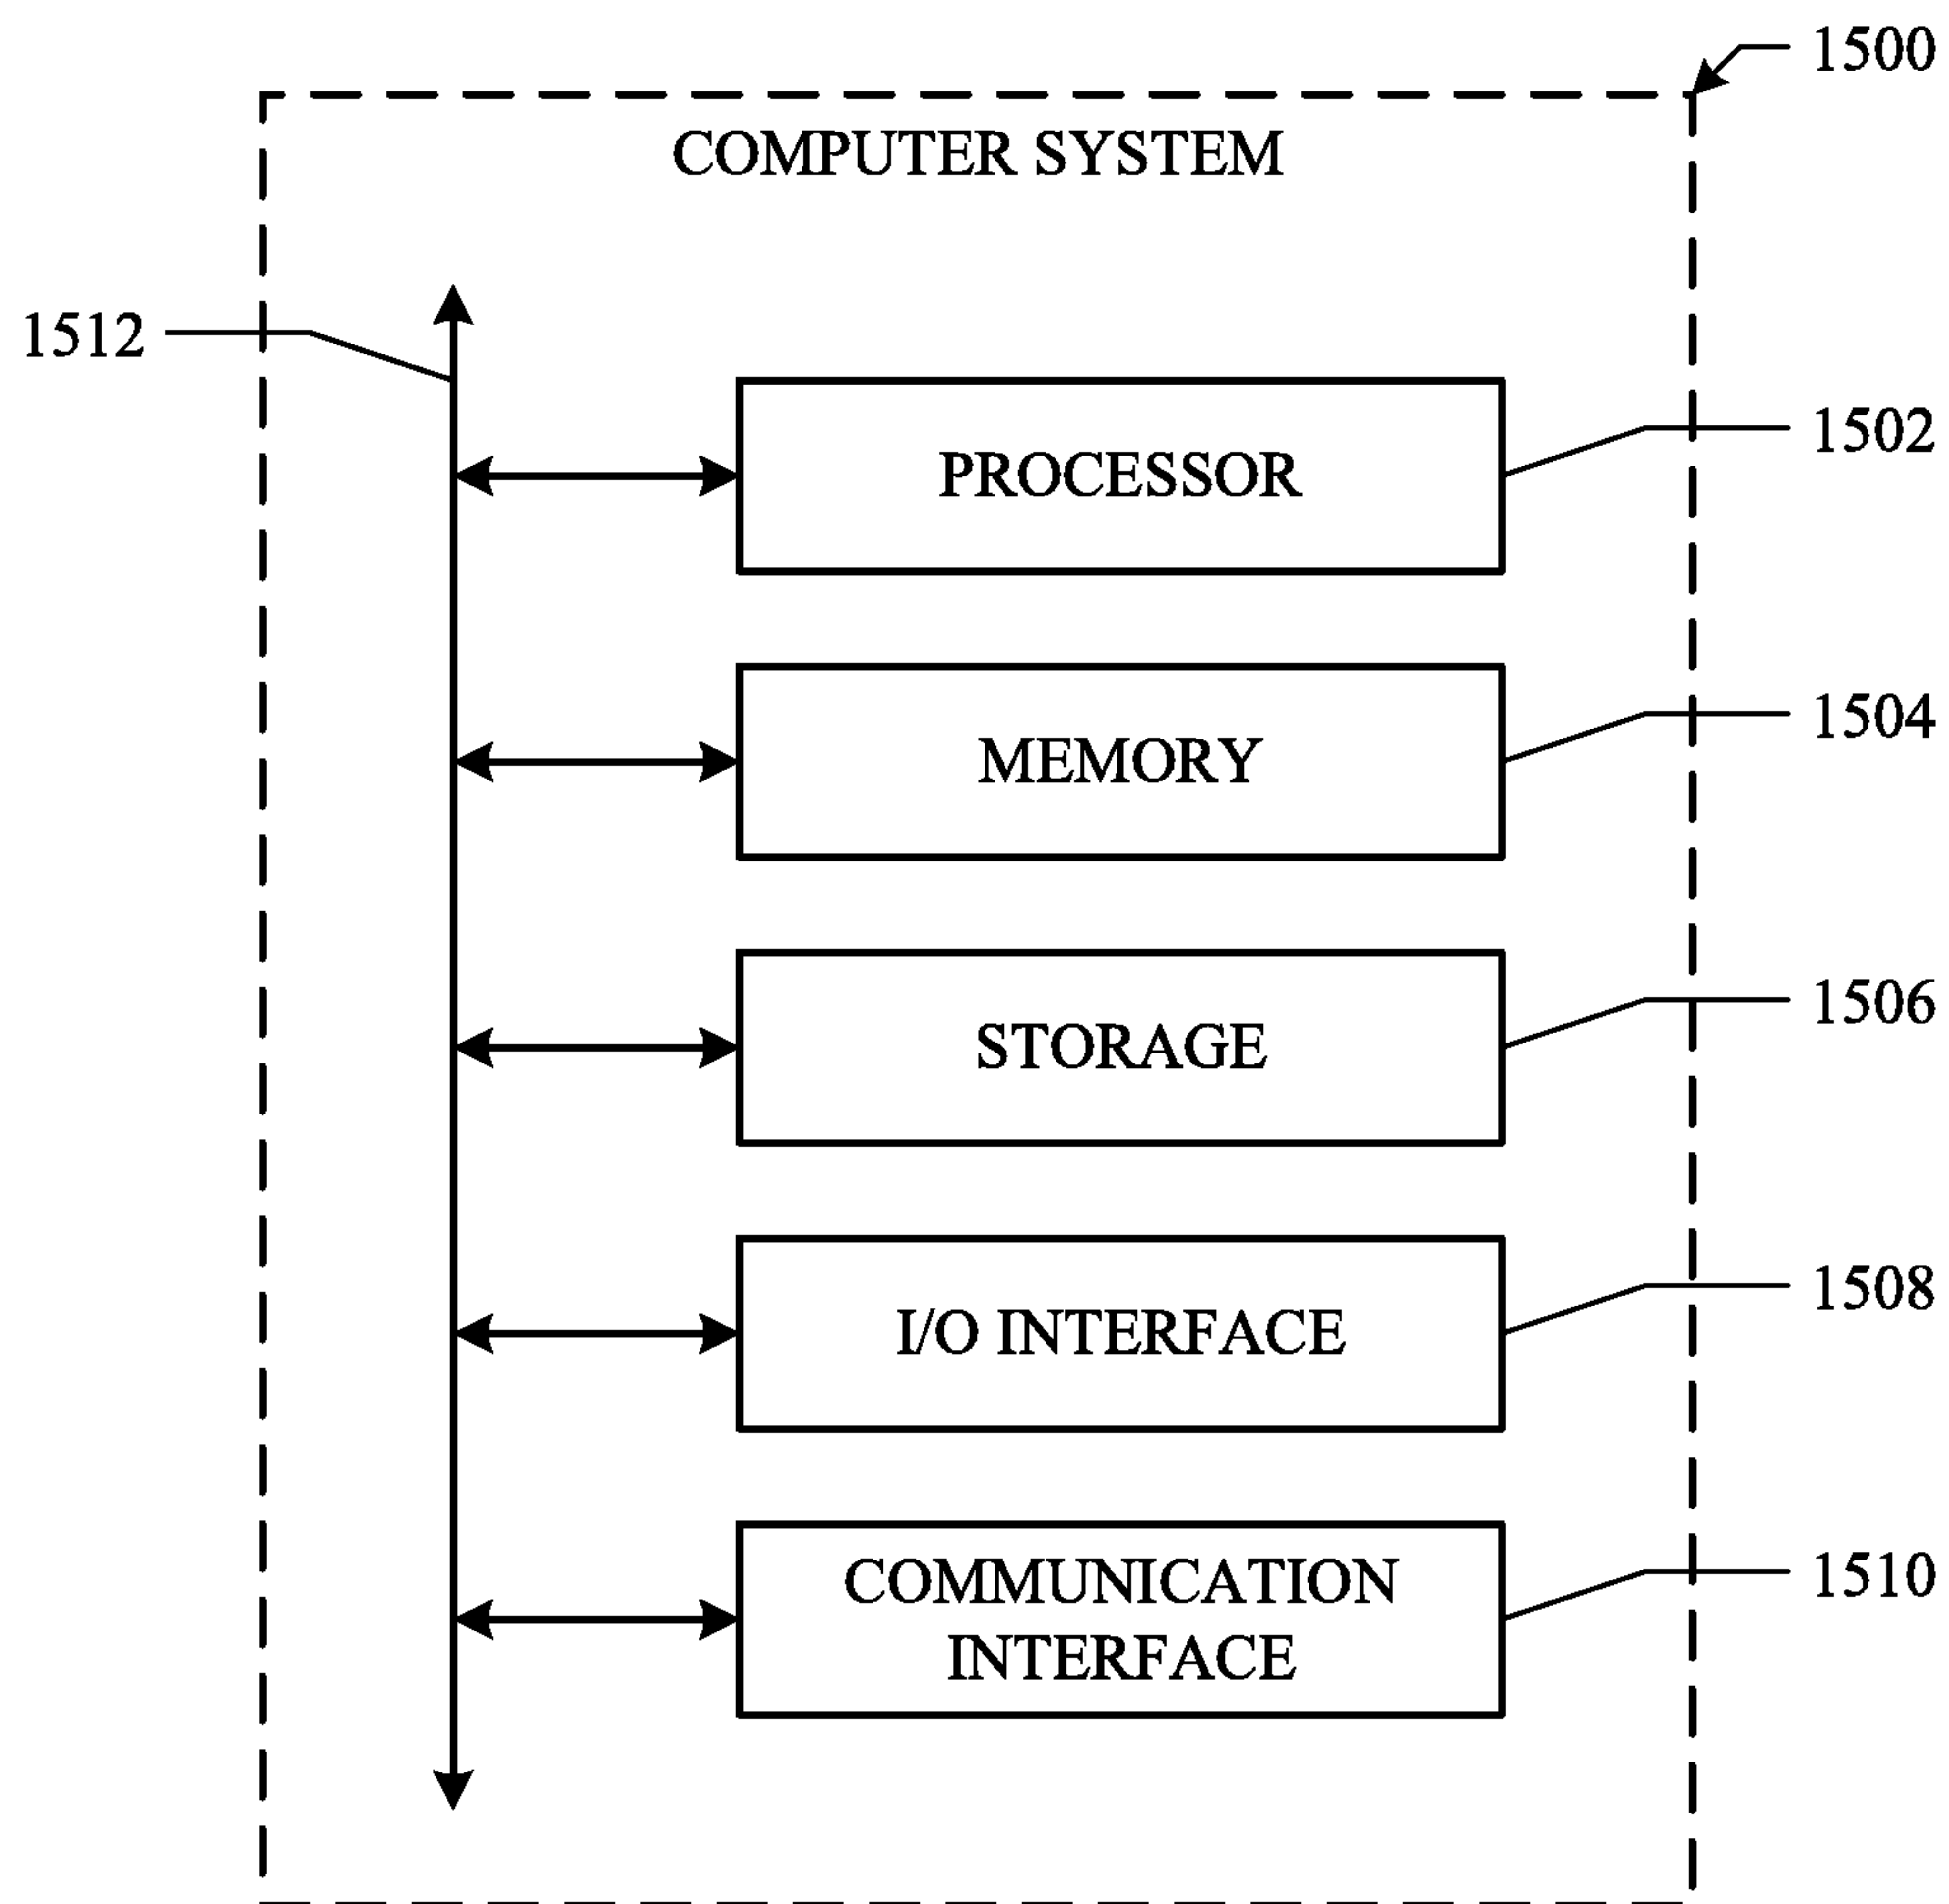 1500
COMPUTER SYSTEM
1512
1502
PROCESSOR
1504
MEMORY
1506
STORAGE
1508
I/O INTERFACE
1510
COMMUNICATION
INTERFACE